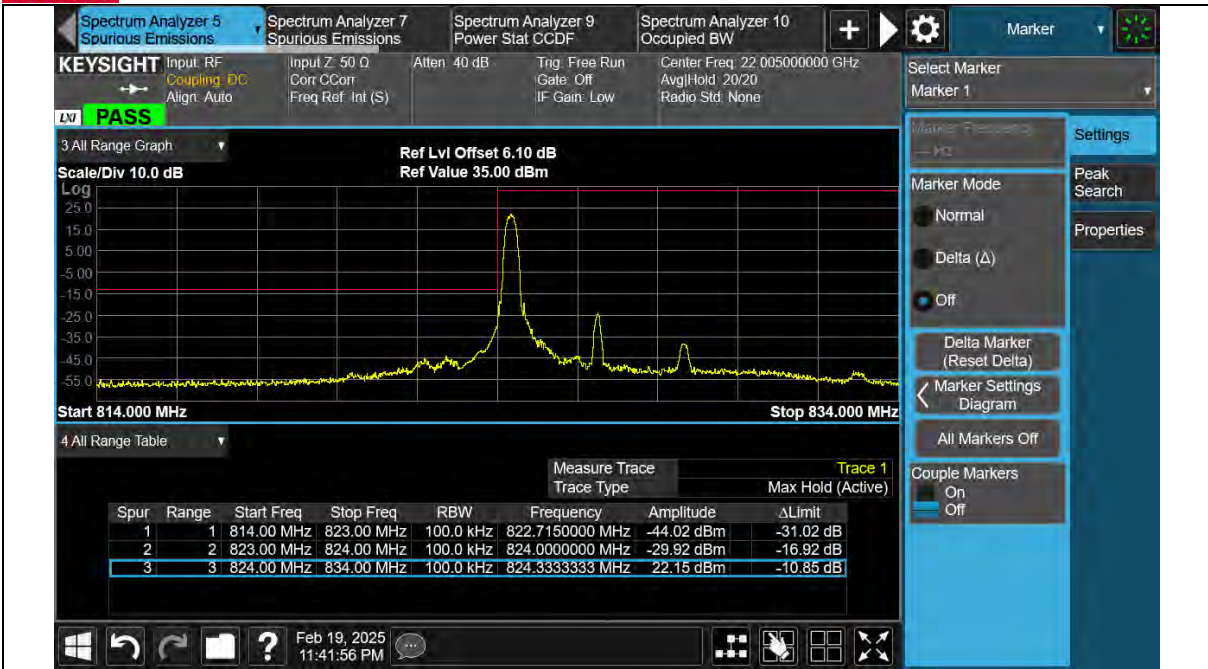 Spectrum Analyzer 5
Spurious Emissions
Spectrum Analyzer 7
Spurious Emissions
Spectrum Analyzer 9
Power Stat CCDF
Spectrum Analyzer 10
Occupied BW
+
Marker
KEYSIGHT
Input: RF
Coupling: DC
Align: Auto
Input Z: 50 Ω
Corr CCorr
Freq Ref: Int (S)
Atten: 40 dB
Trig: Free Run
Gate: Off
IF Gain: Low
Center Freq: 22.005000000 GHz
Avg|Hold: 20/20
Radio Std: None
LXI
PASS
Select Marker
Marker 1
Marker Frequency
--- Hz
Settings
Marker Mode
Normal
Delta (Δ)
Off
Peak
Search
Properties
Delta Marker
(Reset Delta)
Marker Settings
Diagram
All Markers Off
Couple Markers
On
Off
3 All Range Graph
Ref Lvl Offset 6.10 dB
Scale/Div 10.0 dB
Ref Value 35.00 dBm
Log
25.0
15.0
5.00
-5.00
-15.0
-25.0
-35.0
-45.0
-55.0
Start 814.000 MHz
Stop 834.000 MHz
4 All Range Table
Measure Trace Trace 1
Trace Type Max Hold (Active)
Spur Range Start Freq Stop Freq RBW Frequency Amplitude ΔLimit
1 1 814.00 MHz 823.00 MHz 100.0 kHz 822.7150000 MHz -44.02 dBm -31.02 dB
2 2 823.00 MHz 824.00 MHz 100.0 kHz 824.0000000 MHz -29.92 dBm -16.92 dB
3 3 824.00 MHz 834.00 MHz 100.0 kHz 824.3333333 MHz 22.15 dBm -10.85 dB
?
Feb 19, 2025
11:41:56 PM